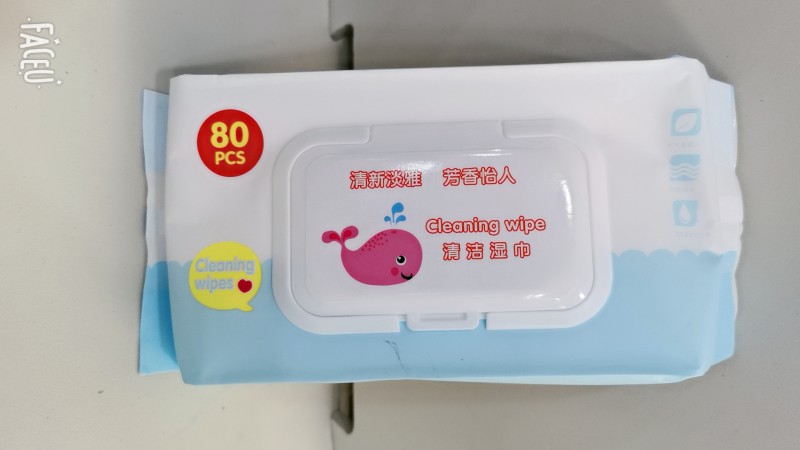 FACEU
80
PCS
清新淡雅 芳香怡人
Cleaning wipe
清洁湿巾
Cleaning
wipes